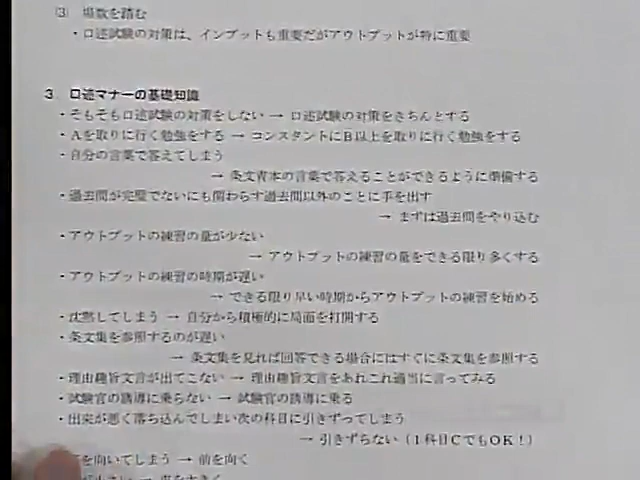 ③ 場数を踏む
・口述試験の対策は、インプットも重要だがアウトプットが特に重要
3 口述マナーの基礎知識
・そもそも口述試験の対策をしない → 口述試験の対策をきちんとする
・Aを取りに行く勉強をする → コンスタントにB以上を取りに行く勉強をする
・自分の言葉で答えてしまう
→ 条文青本の言葉で答えることができるように準備する
・過去問が完璧でないにも関わらす過去問以外のことに手を出す
→ まずは過去問をやり込む
・アウトプットの練習の量が少ない
→ アウトプットの練習の量をできる限り多くする
・アウトプットの練習の時期が遅い
→ できる限り早い時期からアウトプットの練習を始める
・沈黙してしまう → 自分から積極的に局面を打開する
・条文集を参照するのが遅い
→ 条文集を見れば回答できる場合にはすぐに条文集を参照する
・理由趣旨文言が出てこない → 理由趣旨文言をあれこれ適当に言ってみる
・試験官の誘導に乗らない → 試験官の誘導に乗る
・出来が悪く落ち込んでしまい次の科目に引きずってしまう
→ 引きずらない（1科目CでもOK！）
を向いてしまう → 前を向く